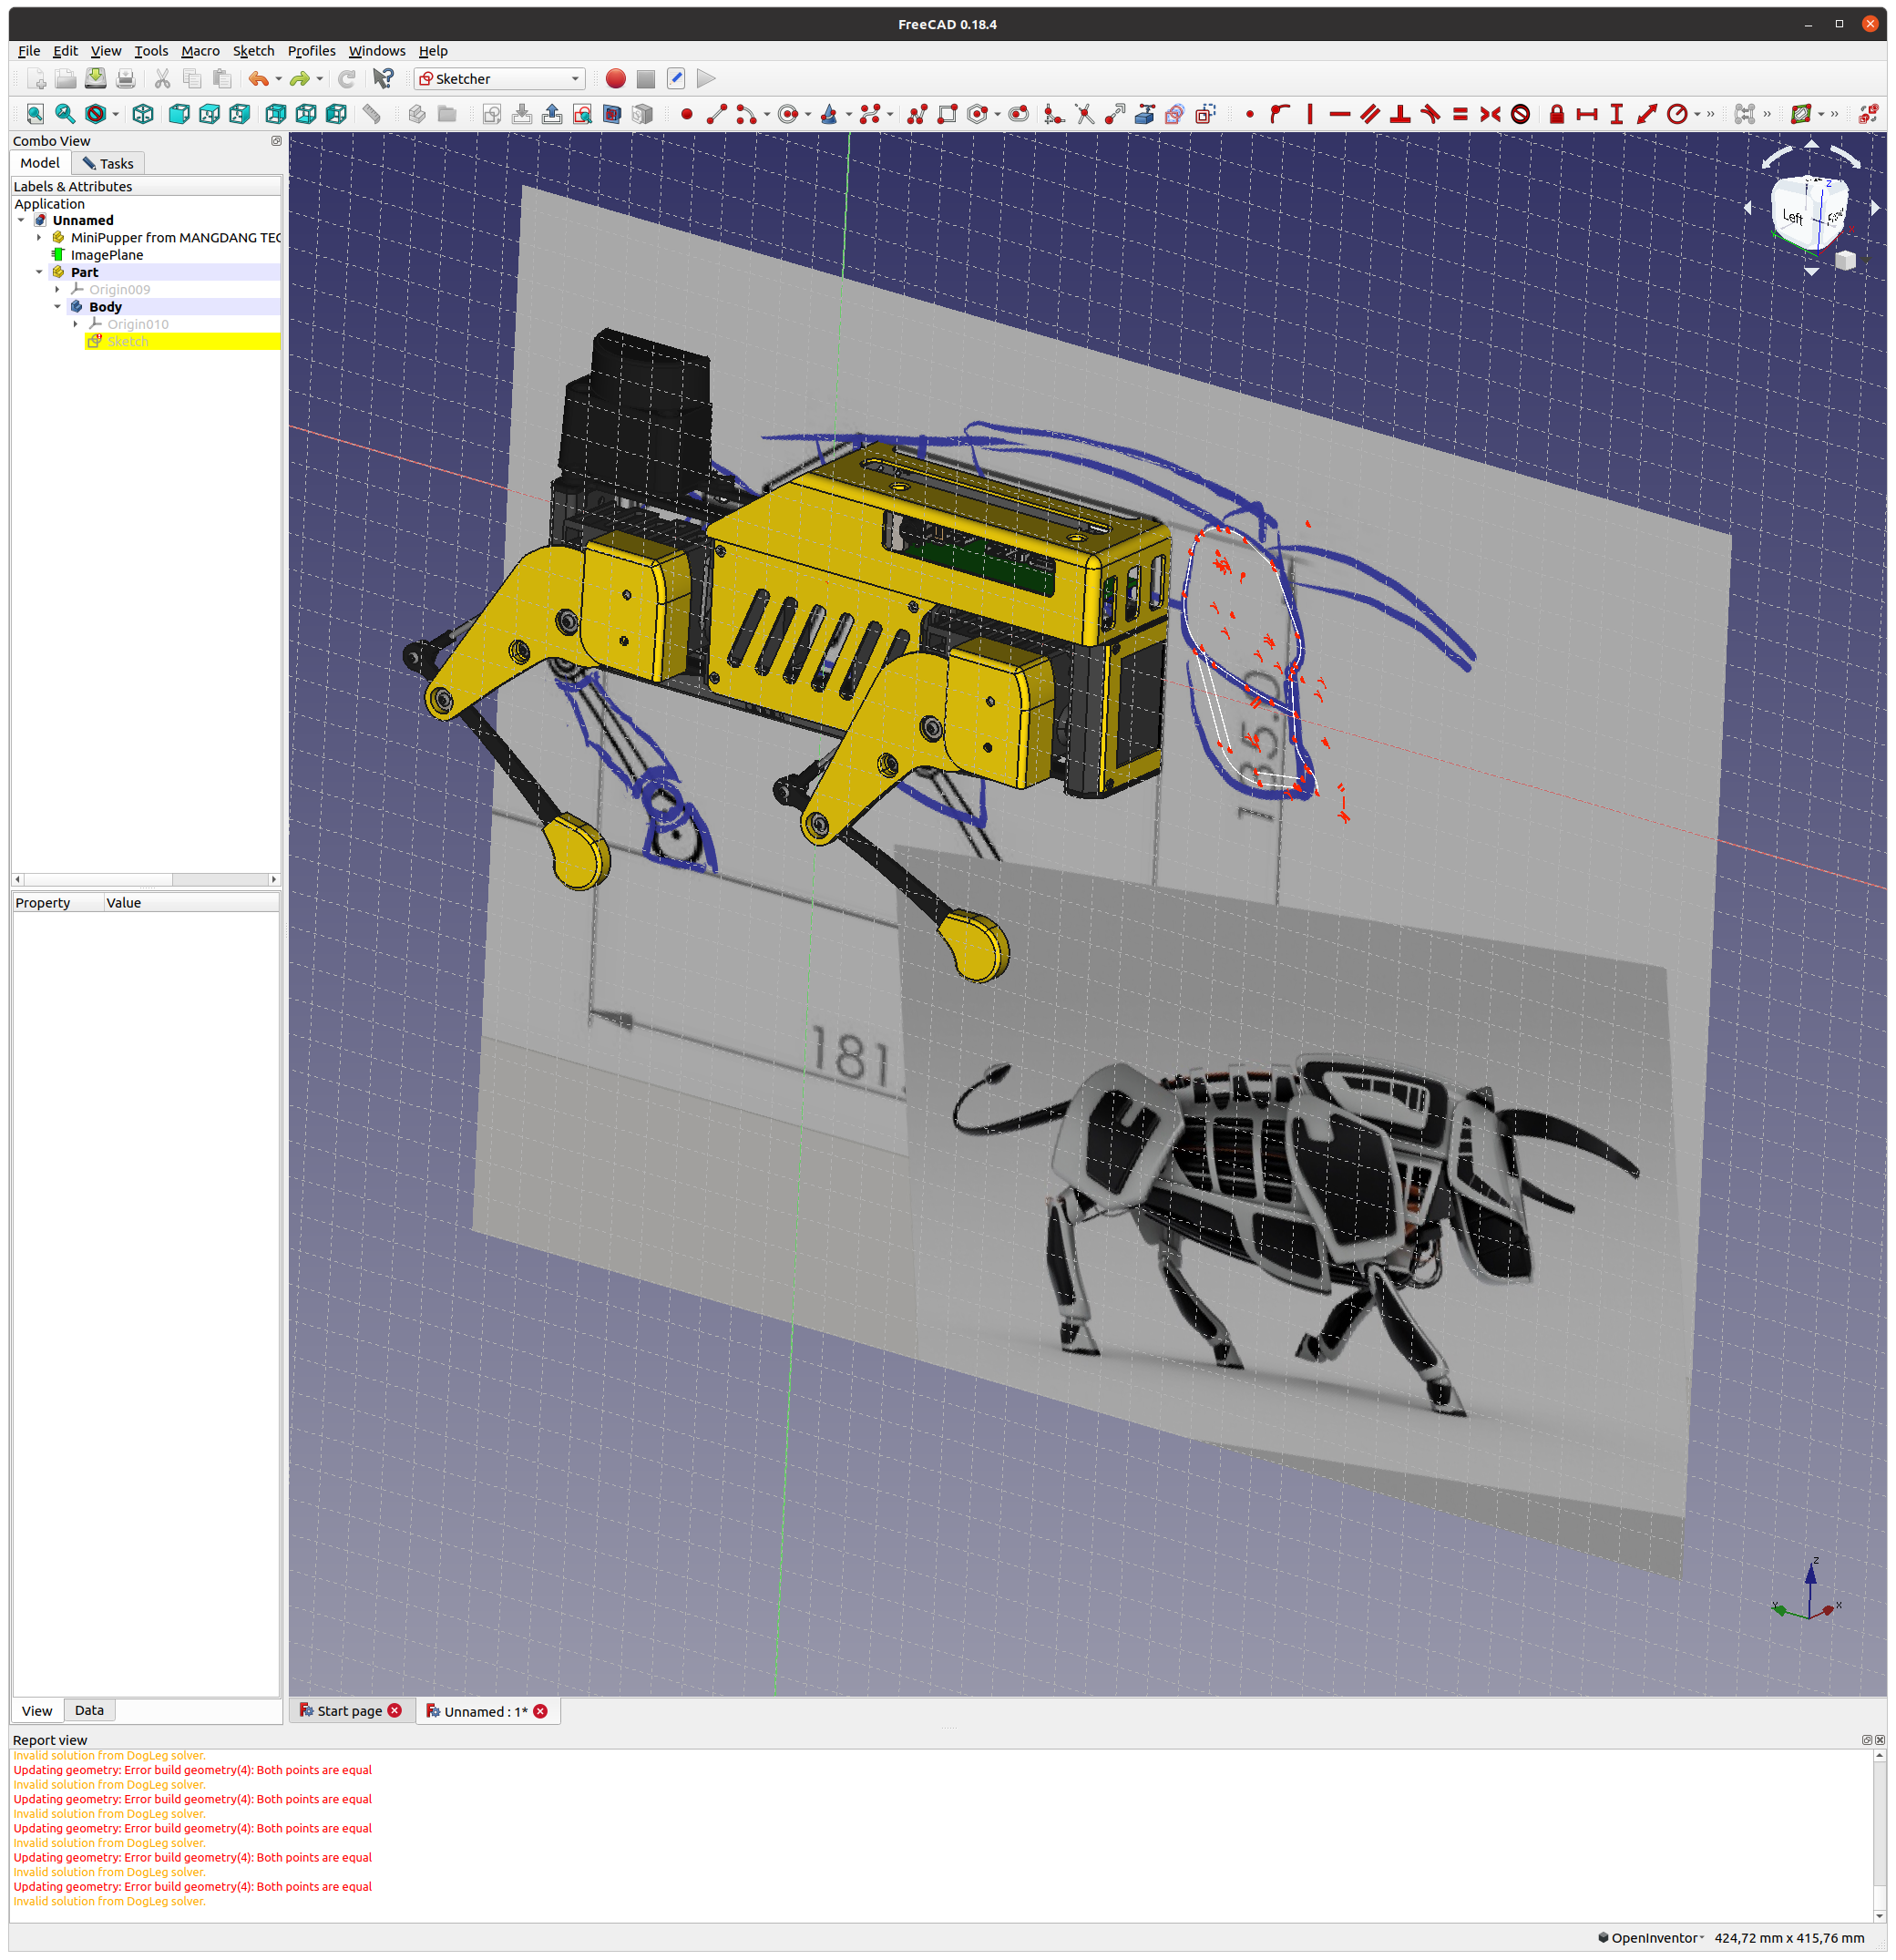 FreeCAD 0.18.4
File Edit View Tools Macro Sketch Profiles Windows Help
Sketcher
Combo View
Model Tasks
Labels & Attributes
Application
Unnamed
MiniPupper from MANGDANG TEC
ImagePlane
Part
Origin009
Body
Origin010
Sketch
Left
Z
181.
Z
Y
X
Property Value
View Data
Start page Unnamed : 1*
Report view
Invalid solution from DogLeg solver.
Updating geometry: Error build geometry(4): Both points are equal
Invalid solution from DogLeg solver.
Updating geometry: Error build geometry(4): Both points are equal
Invalid solution from DogLeg solver.
Updating geometry: Error build geometry(4): Both points are equal
Invalid solution from DogLeg solver.
Updating geometry: Error build geometry(4): Both points are equal
Invalid solution from DogLeg solver.
Updating geometry: Error build geometry(4): Both points are equal
Invalid solution from DogLeg solver.
OpenInventor 424,72 mm x 415,76 mm